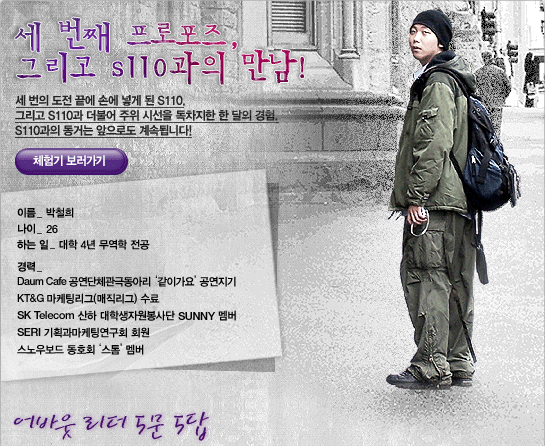 세 번째 프로포즈,
그리고 s110과의 만남!
세 번의 도전 끝에 손에 넣게 된 S110,
그리고 S110과 더불어 주위 시선을 독차지한 한 달의 경험.
S110과의 동거는 앞으로도 계속됩니다!
체험기 보러가기
이름_ 박철희
나이_ 26
하는 일_ 대학 4년 무역학 전공
경력_
Daum Cafe 공연단체관극동아리 '같이가요' 공연지기
KT&G 마케팅리그(매직리그) 수료
SK Telecom 산하 대학생자원봉사단 SUNNY 멤버
SERI 기획과마케팅연구회 회원
스노우보드 동호회 '스톰' 멤버
어바웃 리더 5문 5답